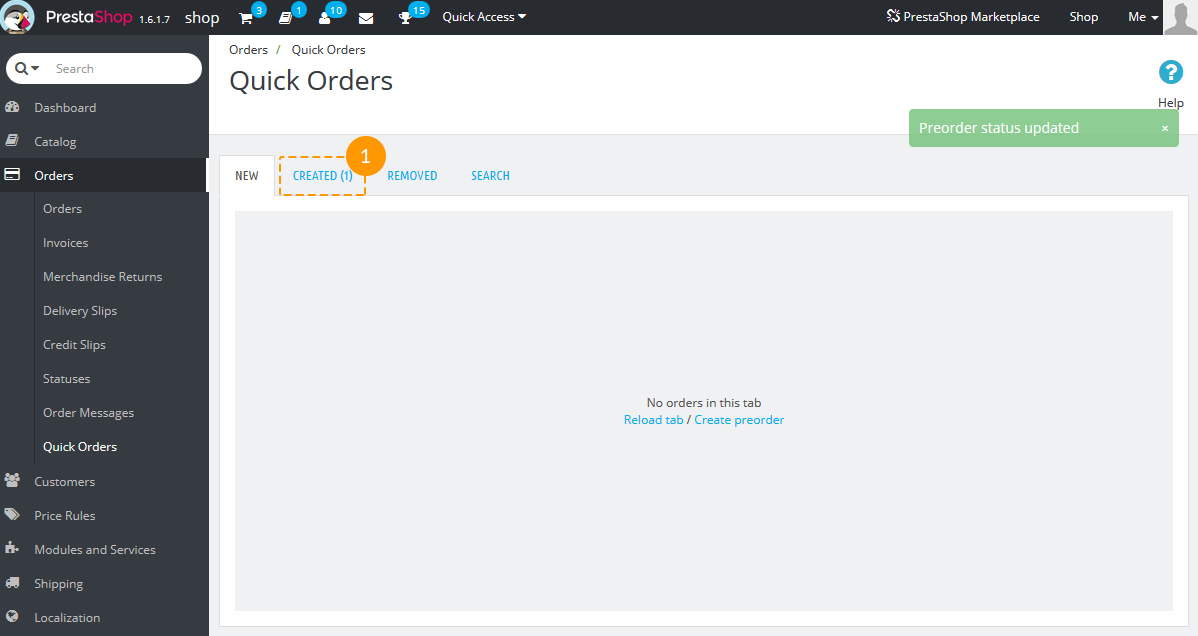 PrestaShop 1.6.1.7 shop 3 1 10 15 Quick Access PrestaShop Marketplace Shop Me
Orders / Quick Orders
Quick Orders
Help
Preorder status updated ×
Search
Dashboard
Catalog
Orders
Orders
Invoices
Merchandise Returns
Delivery Slips
Credit Slips
Statuses
Order Messages
Quick Orders
Customers
Price Rules
Modules and Services
Shipping
Localization
1
NEW CREATED (1) REMOVED SEARCH
No orders in this tab
Reload tab / Create preorder